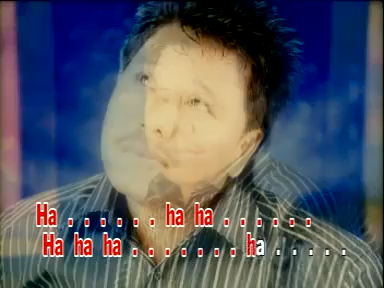 Ha . . . . . . ha ha . . . . . .
Ha ha ha . . . . . . . ha . . . . .